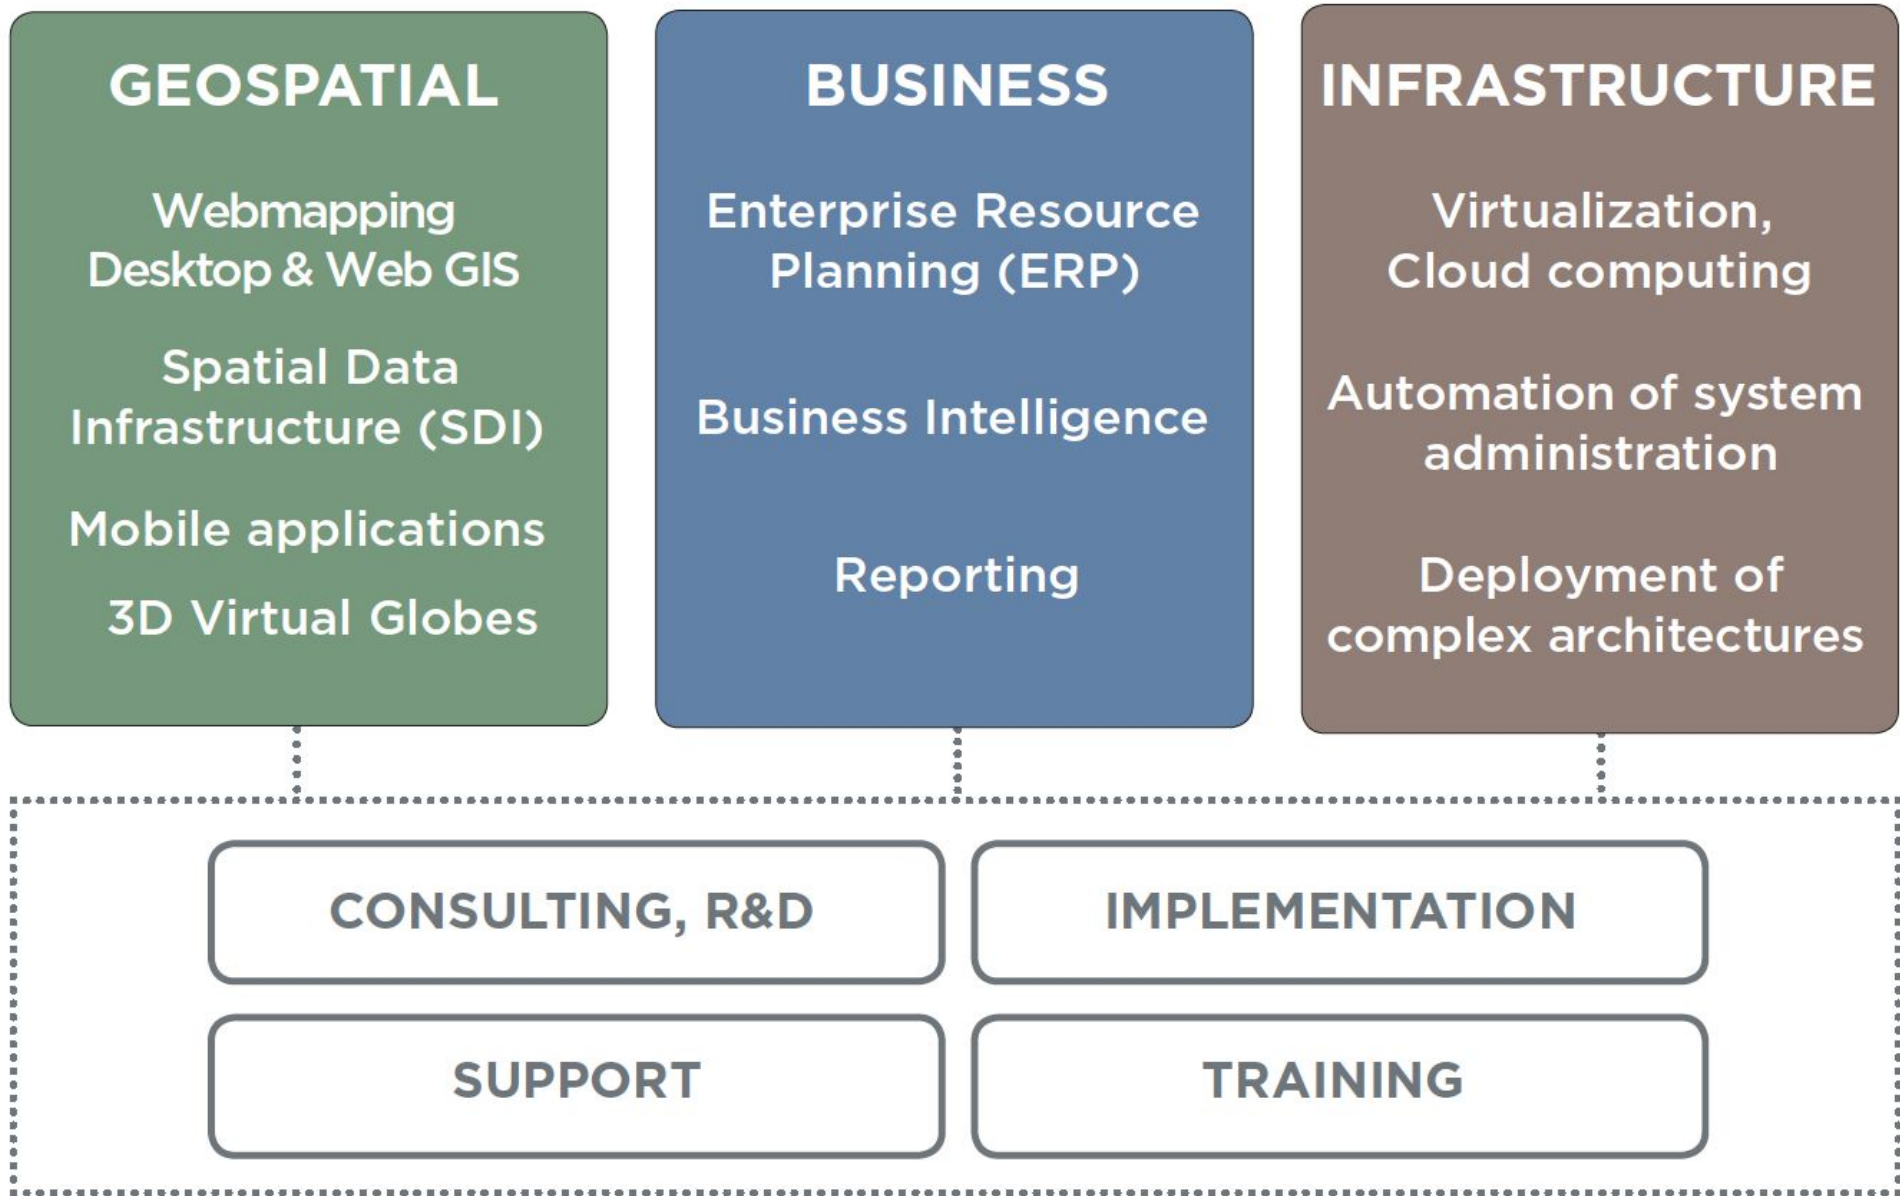 GEOSPATIAL
Webmapping
Desktop & Web GIS
Spatial Data
Infrastructure (SDI)
Mobile applications
3D Virtual Globes
BUSINESS
Enterprise Resource
Planning (ERP)
Business Intelligence
Reporting
INFRASTRUCTURE
Virtualization,
Cloud computing
Automation of system
administration
Deployment of
complex architectures
CONSULTING, R&D
IMPLEMENTATION
SUPPORT
TRAINING